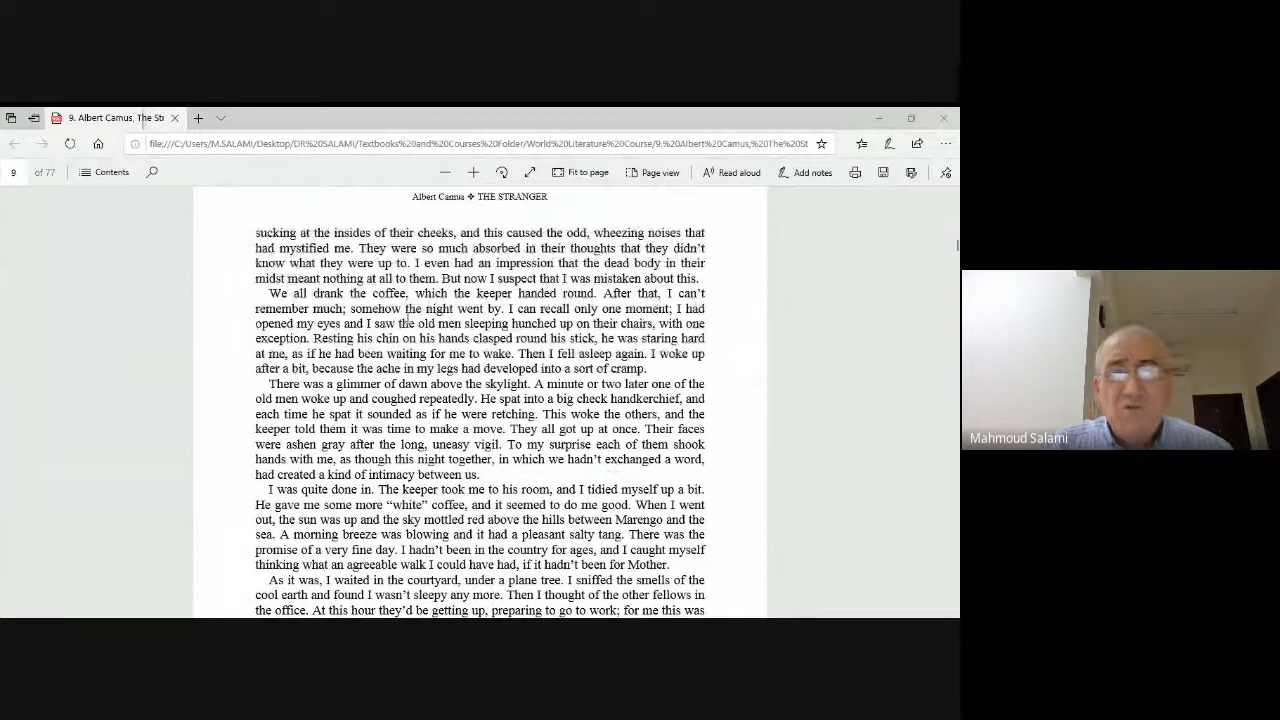 9. Albert Camus, The Str
file:///C:/Users/M.SALAMI/Desktop/DR%20SALAMI/Textbooks%20and%20Courses%20Folder/World%20Literature%20Course/9.%20Albert%20Camus,%20The%20St
9 of 77 Contents Fit to page Page view Read aloud Add notes
Albert Camus ❖ THE STRANGER
sucking at the insides of their cheeks, and this caused the odd, wheezing noises that
had mystified me. They were so much absorbed in their thoughts that they didn't
know what they were up to. I even had an impression that the dead body in their
midst meant nothing at all to them. But now I suspect that I was mistaken about this.
We all drank the coffee, which the keeper handed round. After that, I can't
remember much; somehow the night went by. I can recall only one moment; I had
opened my eyes and I saw the old men sleeping hunched up on their chairs, with one
exception. Resting his chin on his hands clasped round his stick, he was staring hard
at me, as if he had been waiting for me to wake. Then I fell asleep again. I woke up
after a bit, because the ache in my legs had developed into a sort of cramp.
There was a glimmer of dawn above the skylight. A minute or two later one of the
old men woke up and coughed repeatedly. He spat into a big check handkerchief, and
each time he spat it sounded as if he were retching. This woke the others, and the
keeper told them it was time to make a move. They all got up at once. Their faces
were ashen gray after the long, uneasy vigil. To my surprise each of them shook
hands with me, as though this night together, in which we hadn't exchanged a word,
had created a kind of intimacy between us.
I was quite done in. The keeper took me to his room, and I tidied myself up a bit.
He gave me some more “white” coffee, and it seemed to do me good. When I went
out, the sun was up and the sky mottled red above the hills between Marengo and the
sea. A morning breeze was blowing and it had a pleasant salty tang. There was the
promise of a very fine day. I hadn't been in the country for ages, and I caught myself
thinking what an agreeable walk I could have had, if it hadn't been for Mother.
As it was, I waited in the courtyard, under a plane tree. I sniffed the smells of the
cool earth and found I wasn't sleepy any more. Then I thought of the other fellows in
the office. At this hour they'd be getting up, preparing to go to work; for me this was
Mahmoud Salami